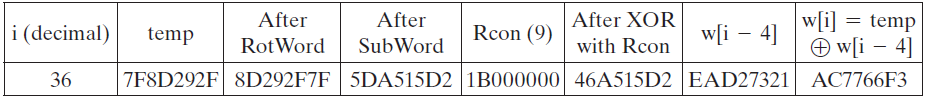 i (decimal) temp After RotWord After SubWord Rcon (9) After XOR with Rcon w[i – 4] w[i] = temp ⊕ w[i – 4]
36 7F8D292F 8D292F7F 5DA515D2 1B000000 46A515D2 EAD27321 AC7766F3